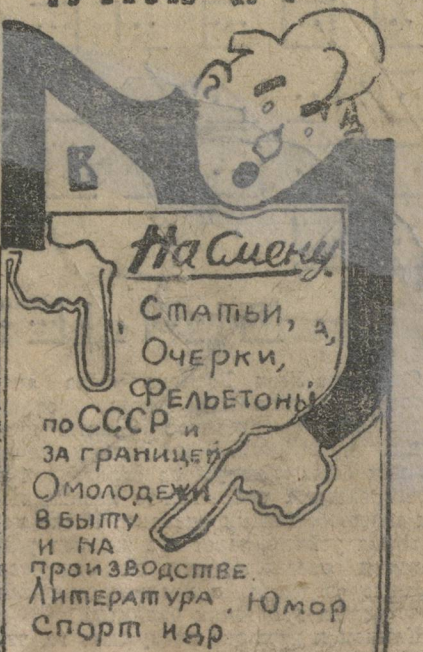 В
На Смену
Статьи,
Очерки,
Фельетоны
по СССР и
за границей
О молодежи
в быту
и на
производстве.
Литература. Юмор
Спорт и др